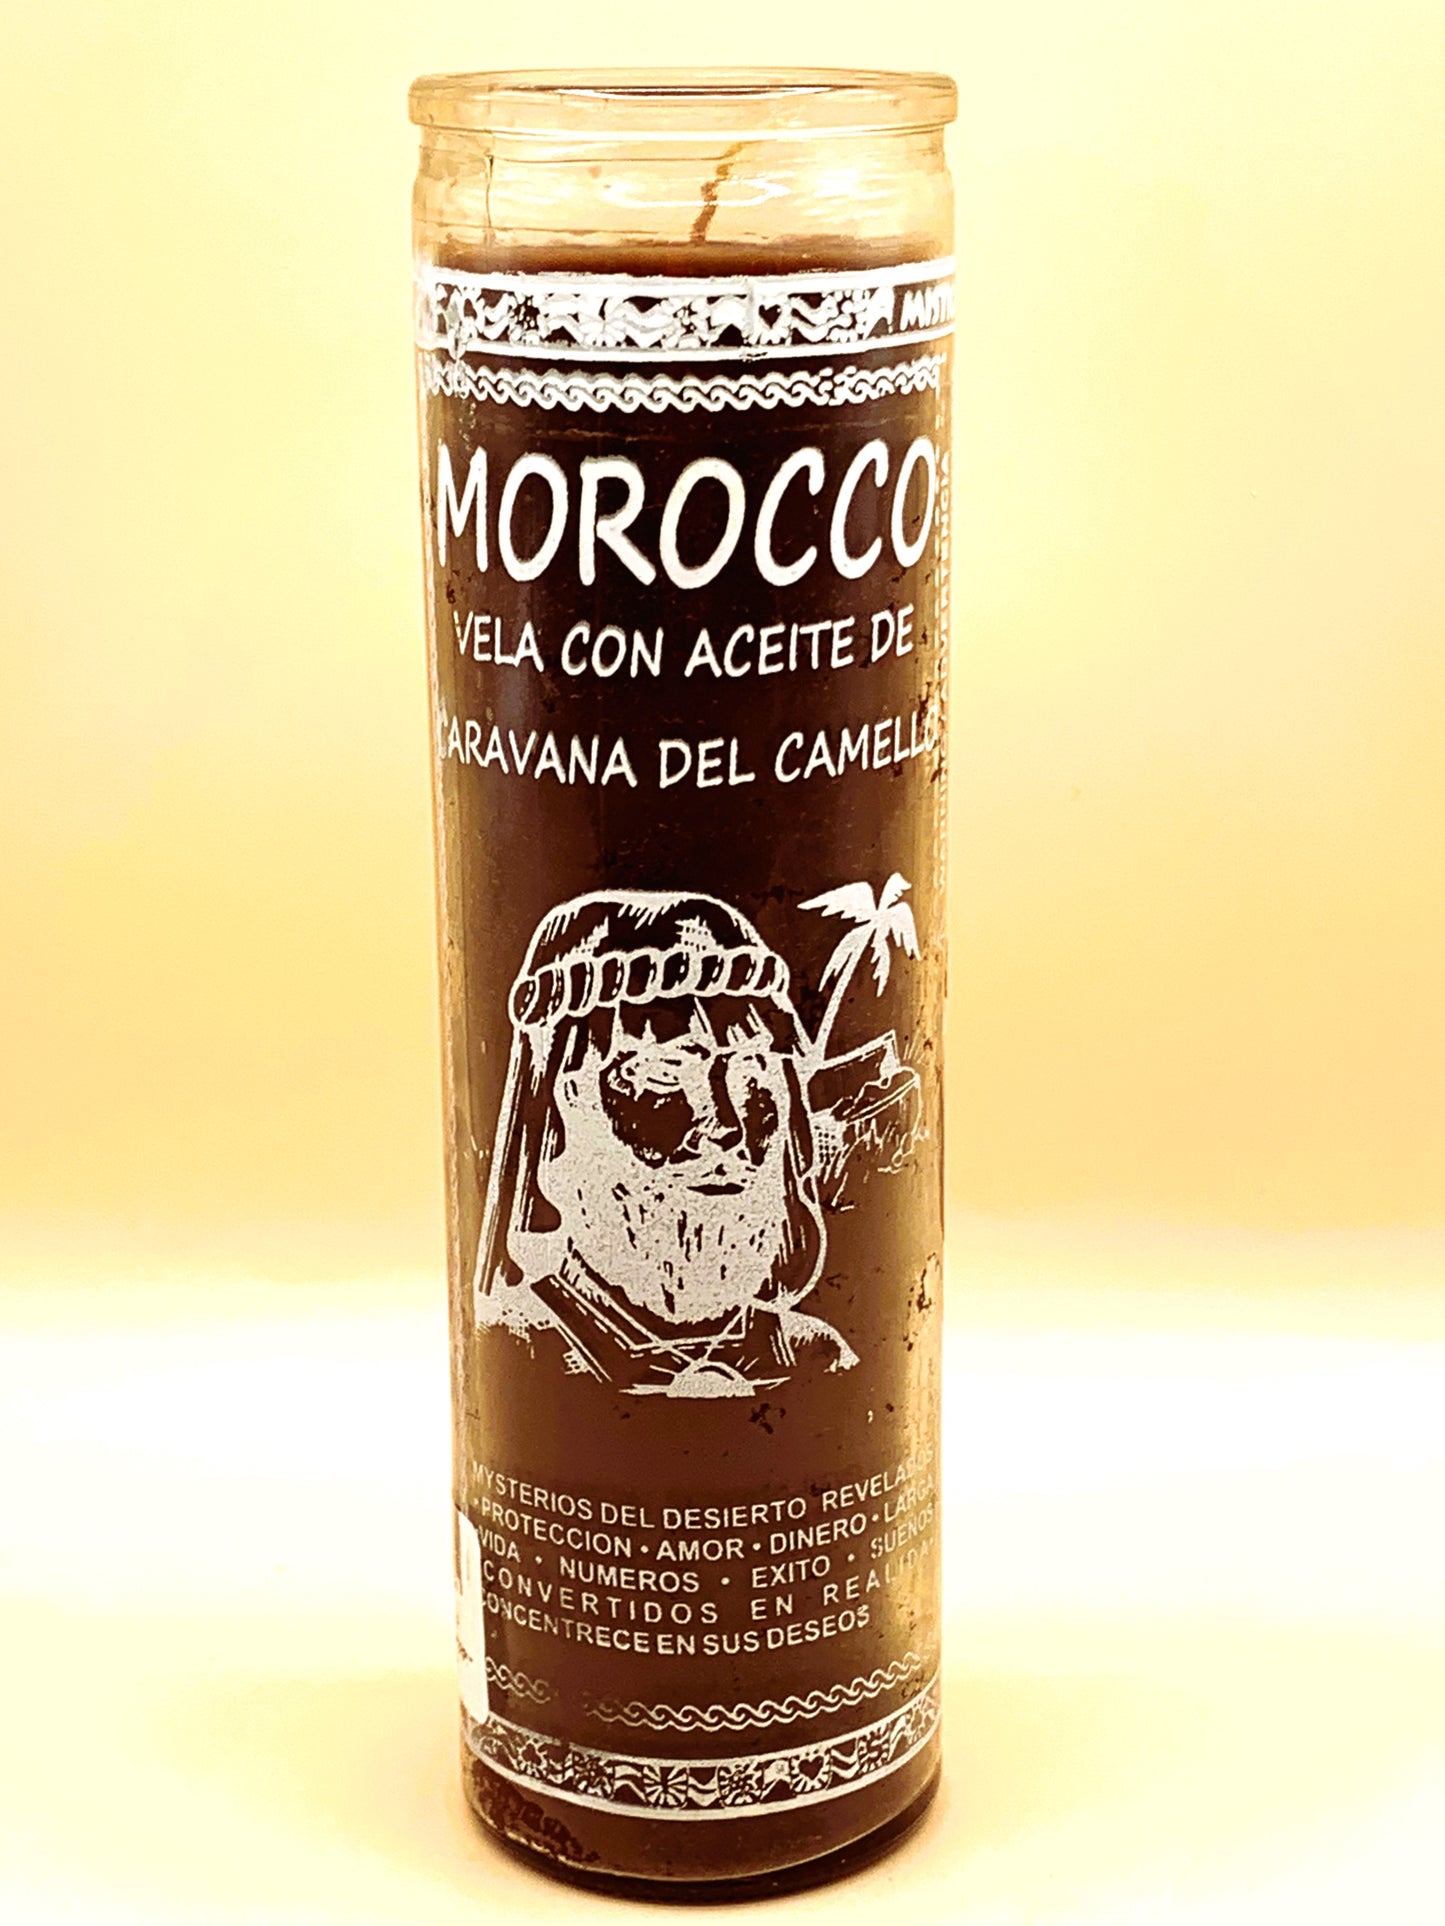 MOROCCO
VELA CON ACEITE DE
CARAVANA DEL CAMELLO
MYSTERIOS DEL DESIERTO REVELADOS
• PROTECCION • AMOR • DINERO • LARGA
VIDA • NUMEROS • EXITO • SUEÑOS
CONVERTIDOS EN REALIDAD
CONCENTRECE EN SUS DESEOS